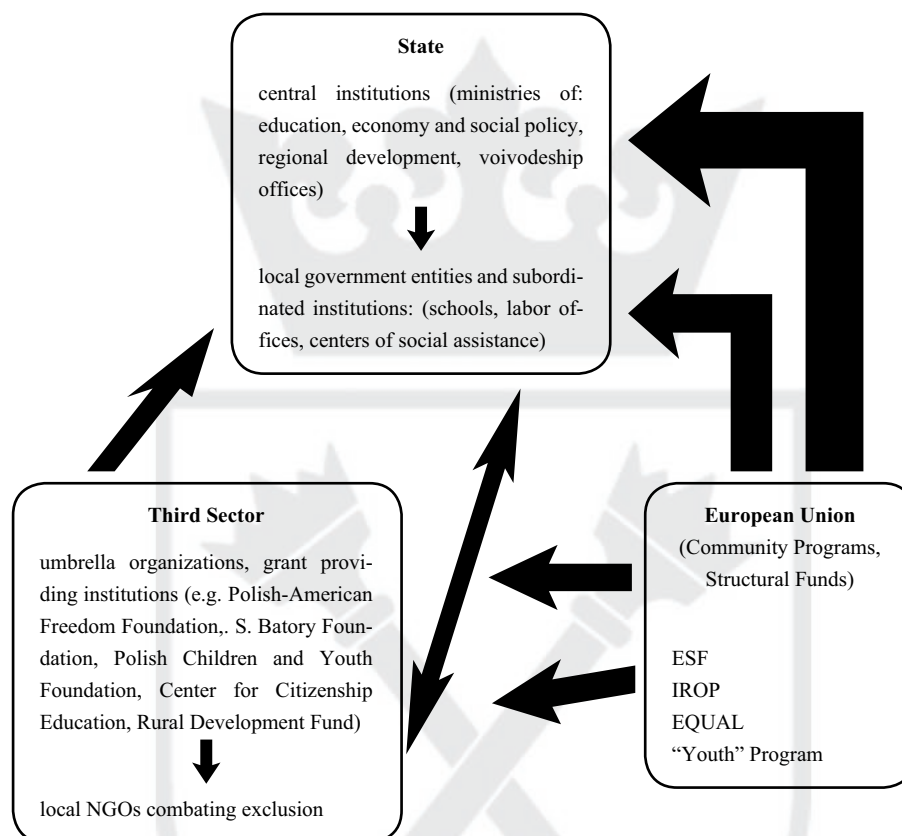 State
central institutions (ministries of:
education, economy and social policy,
regional development, voivodeship
offices)
local government entities and subordi-
nated institutions: (schools, labor of-
fices, centers of social assistance)
Third Sector
umbrella organizations, grant provi-
ding institutions (e.g. Polish-American
Freedom Foundation,. S. Batory Foun-
dation, Polish Children and Youth
Foundation, Center for Citizenship
Education, Rural Development Fund)
local NGOs combating exclusion
European Union
(Community Programs,
Structural Funds)
ESF
IROP
EQUAL
“Youth” Program